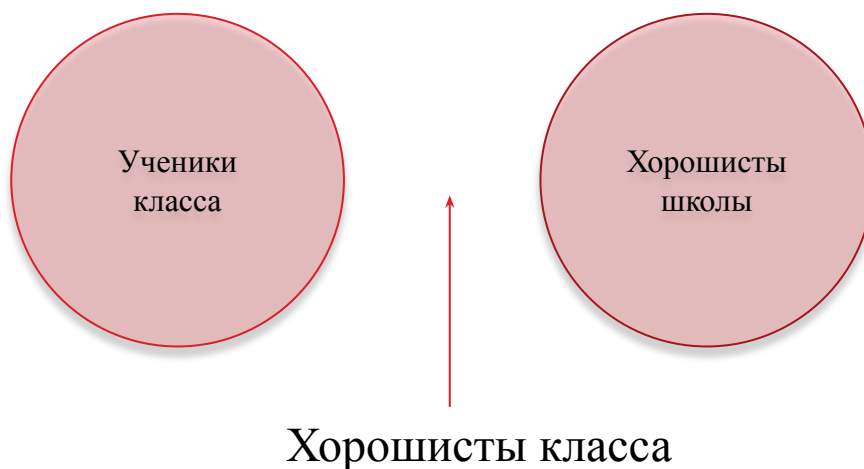 Ученики
класса
Хорошисты
школы
Хорошисты класса